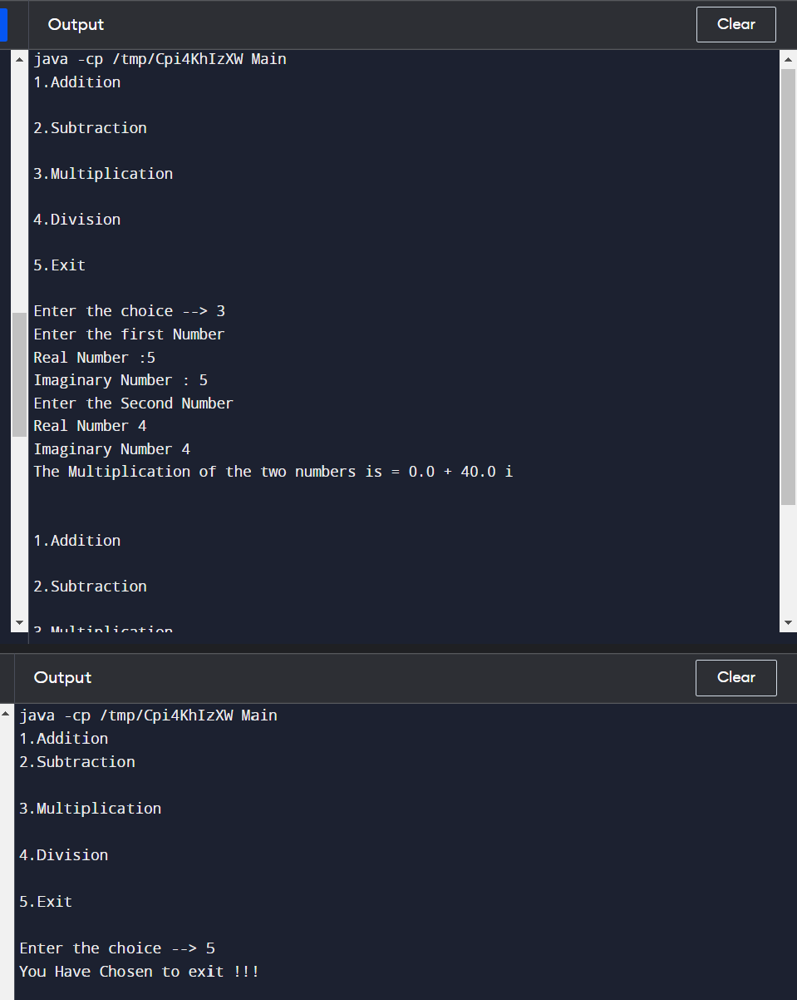 Output
Clear
java -cp /tmp/Cpi4KhIzXW Main
1.Addition
2.Subtraction
3.Multiplication
4.Division
5.Exit
Enter the choice --> 3
Enter the first Number
Real Number :5
Imaginary Number : 5
Enter the Second Number
Real Number 4
Imaginary Number 4
The Multiplication of the two numbers is = 0.0 + 40.0 i
1.Addition
2.Subtraction
3.Multiplication
Output
Clear
java -cp /tmp/Cpi4KhIzXW Main
1.Addition
2.Subtraction
3.Multiplication
4.Division
5.Exit
Enter the choice --> 5
You Have Chosen to exit !!!